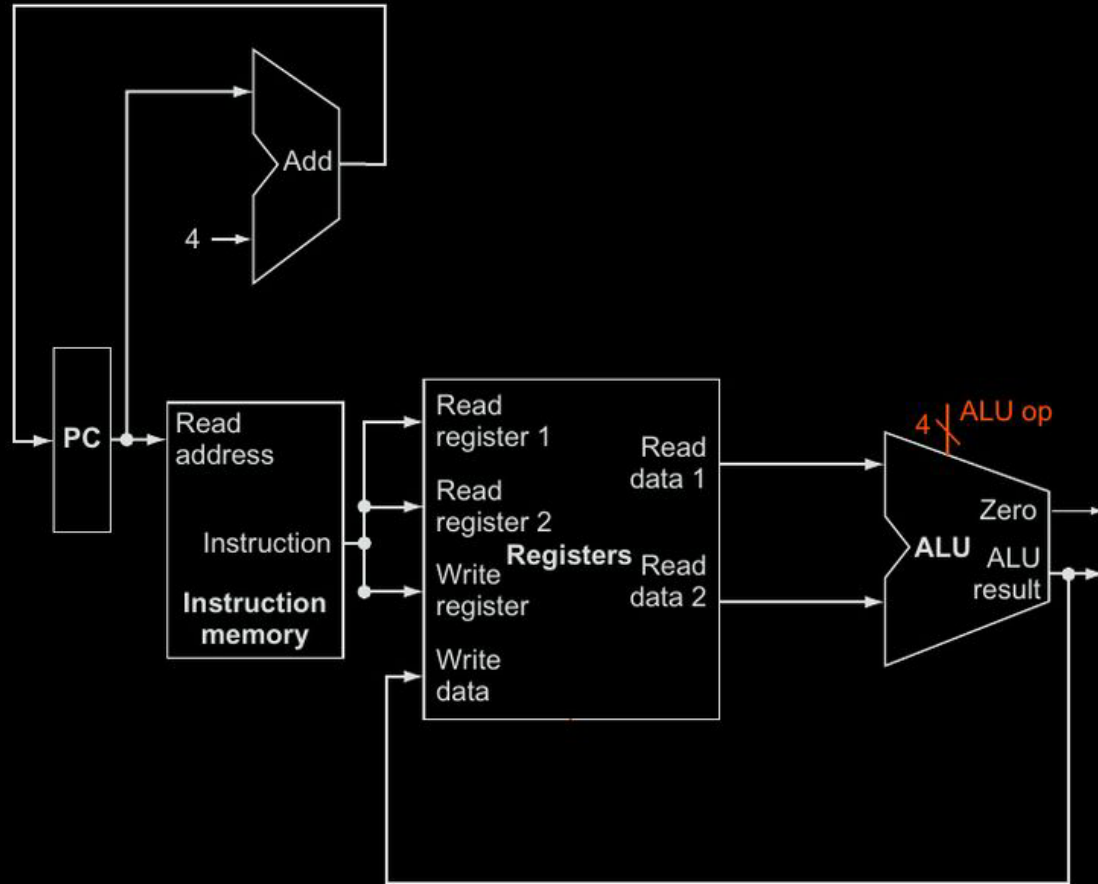 Add
4
PC
Read
address
Instruction
Instruction
memory
Read
register 1
Read
register 2
Write
register
Write
data
Registers
Read
data 1
Read
data 2
4
ALU op
Zero
ALU
ALU
result